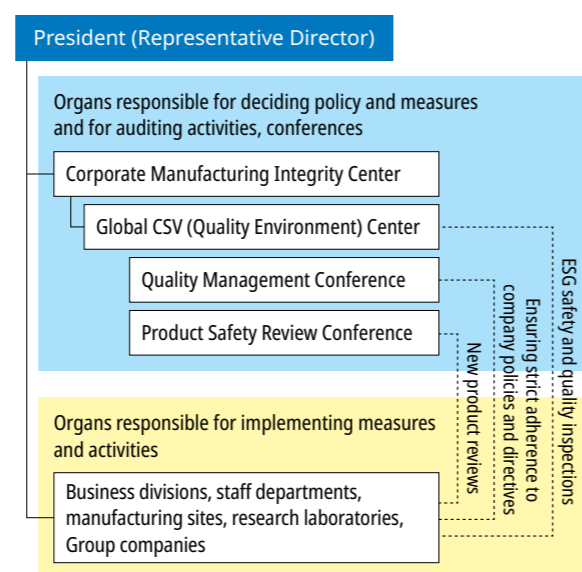 President (Representative Director)
Organs responsible for deciding policy and measures
and for auditing activities, conferences
Corporate Manufacturing Integrity Center
Global CSV (Quality Environment) Center
Quality Management Conference
Product Safety Review Conference
ESG safety and quality inspections
Ensuring strict adherence to
company policies and directives
New product reviews
Organs responsible for implementing measures
and activities
Business divisions, staff departments,
manufacturing sites, research laboratories,
Group companies